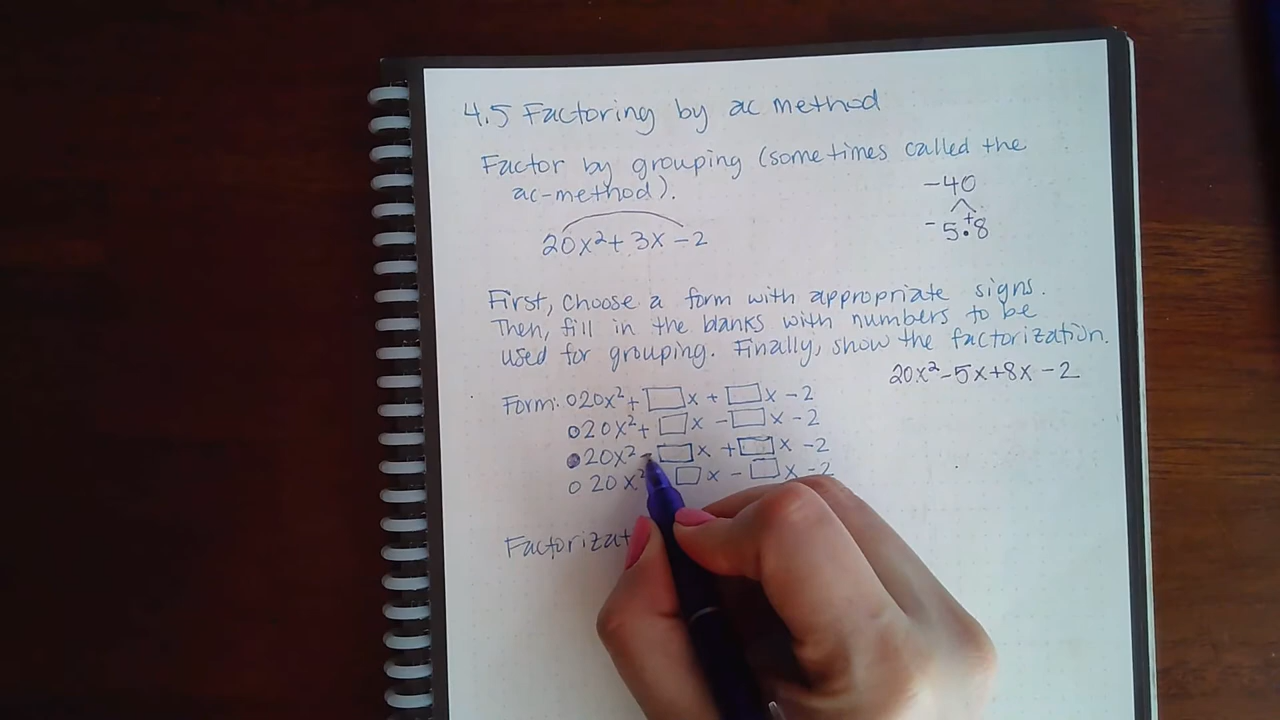 4.5 Factoring by ac method
Factor by grouping (sometimes called the
ac-method).
-40
-5·+8
20x²+3x-2
First, choose a form with appropriate signs.
Then, fill in the blanks with numbers to be
used for grouping. Finally, show the factorization.
20x²-5x+8x-2
Form: ○20x²+□x+□x-2
○20x²+□x-□x-2
●20x²-□x+□x-2
○20x² □x-□x-2